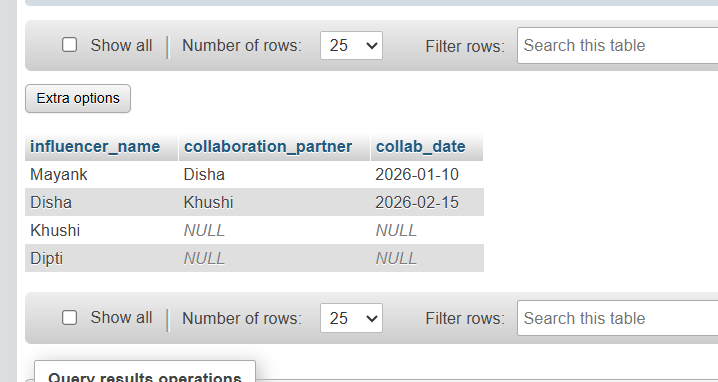 Show all Number of rows: 25 Filter rows: Search this table
Extra options
influencer_name collaboration_partner collab_date
Mayank Disha 2026-01-10
Disha Khushi 2026-02-15
Khushi NULL NULL
Dipti NULL NULL
Show all Number of rows: 25 Filter rows: Search this table
Query results operations